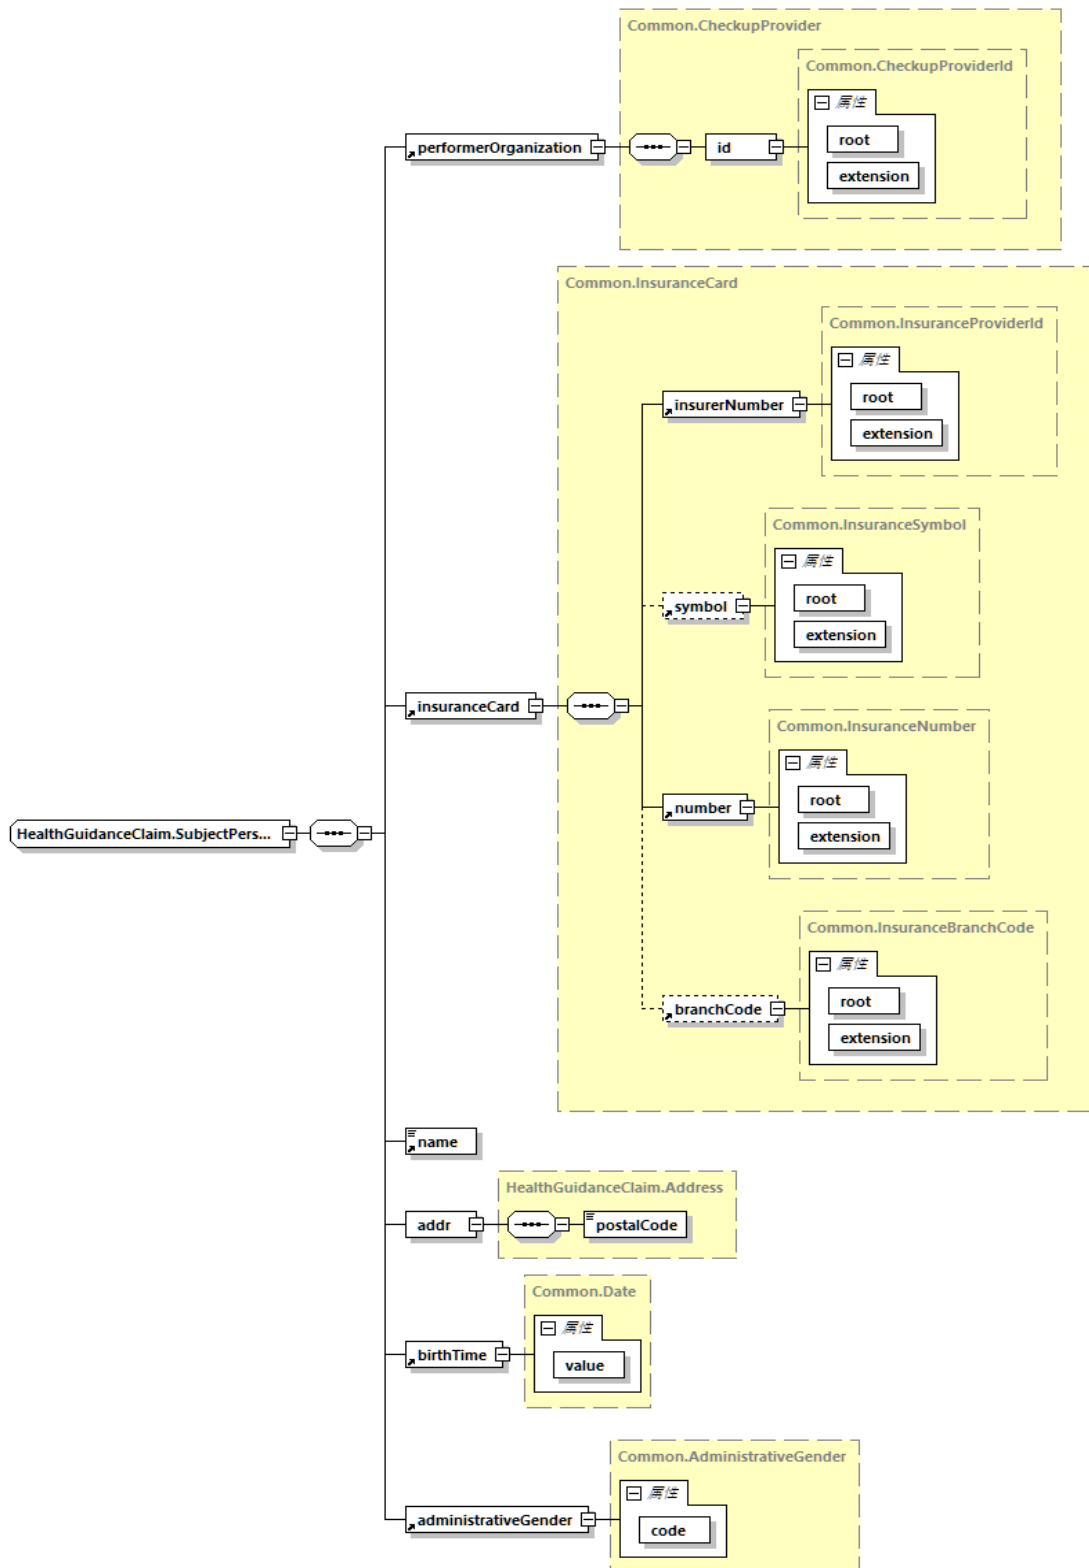 Common.CheckupProvider
Common.CheckupProviderId
属性
performerOrganization
id
root
extension
Common.InsuranceCard
Common.InsuranceProviderId
属性
insurerNumber
root
extension
Common.InsuranceSymbol
属性
symbol
root
extension
insuranceCard
Common.InsuranceNumber
属性
number
root
extension
HealthGuidanceClaim.SubjectPers...
Common.InsuranceBranchCode
属性
branchCode
root
extension
name
HealthGuidanceClaim.Address
addr
postalCode
Common.Date
属性
birthTime
value
Common.AdministrativeGender
属性
administrativeGender
code